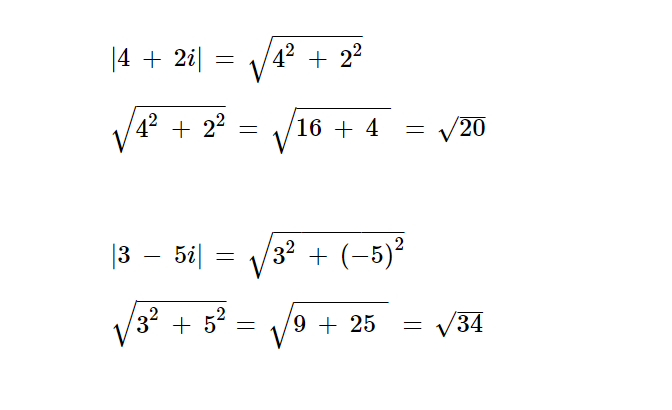 |4 + 2i| = √(4² + 2²)
√(4² + 2²) = √(16 + 4) = √20
|3 − 5i| = √(3² + (−5)²)
√(3² + 5²) = √(9 + 25) = √34